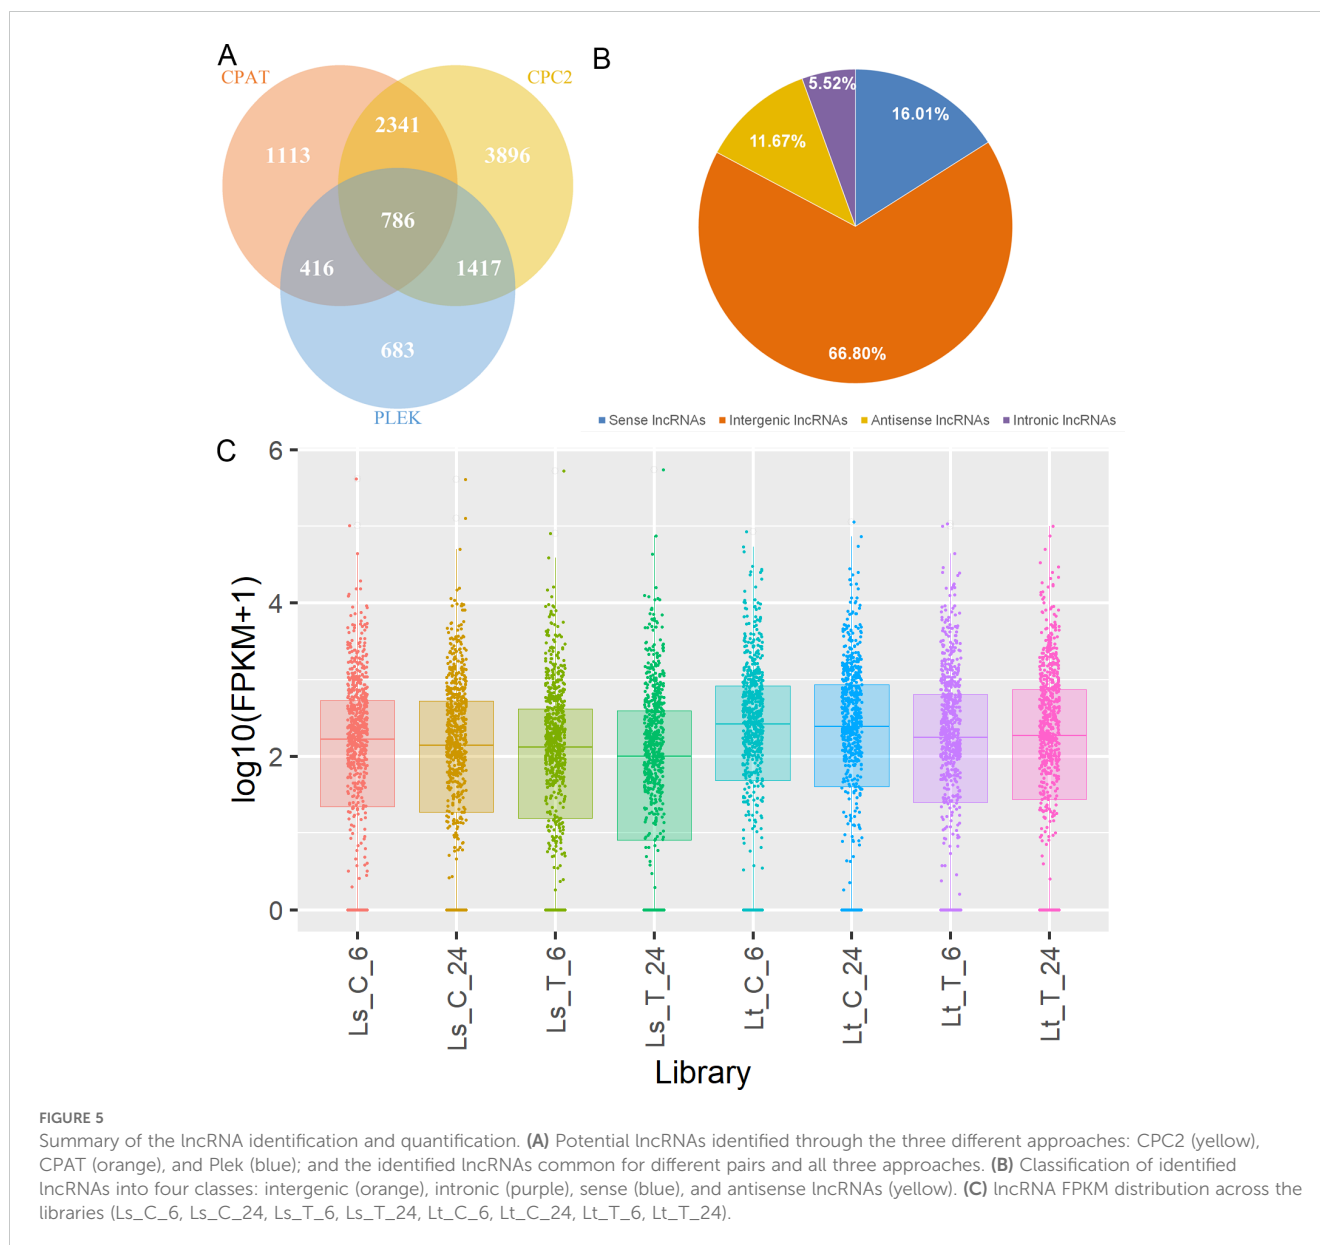 A
CPAT
CPC2
2341
1113
3896
786
416
1417
683
PLEK
B
5.52%
16.01%
11.67%
66.80%
Sense lncRNAs
Intergenic lncRNAs
Antisense lncRNAs
Intronic lncRNAs
C
log10(FPKM+1)
6
4
2
0
Ls_C_6
Ls_C_24
Ls_T_6
Ls_T_24
Lt_C_6
Lt_C_24
Lt_T_6
Lt_T_24
Library
FIGURE 5
Summary of the lncRNA identification and quantification. (A) Potential lncRNAs identified through the three different approaches: CPC2 (yellow),
CPAT (orange), and Plek (blue); and the identified lncRNAs common for different pairs and all three approaches. (B) Classification of identified
lncRNAs into four classes: intergenic (orange), intronic (purple), sense (blue), and antisense lncRNAs (yellow). (C) lncRNA FPKM distribution across the
libraries (Ls_C_6, Ls_C_24, Ls_T_6, Ls_T_24, Lt_C_6, Lt_C_24, Lt_T_6, Lt_T_24).